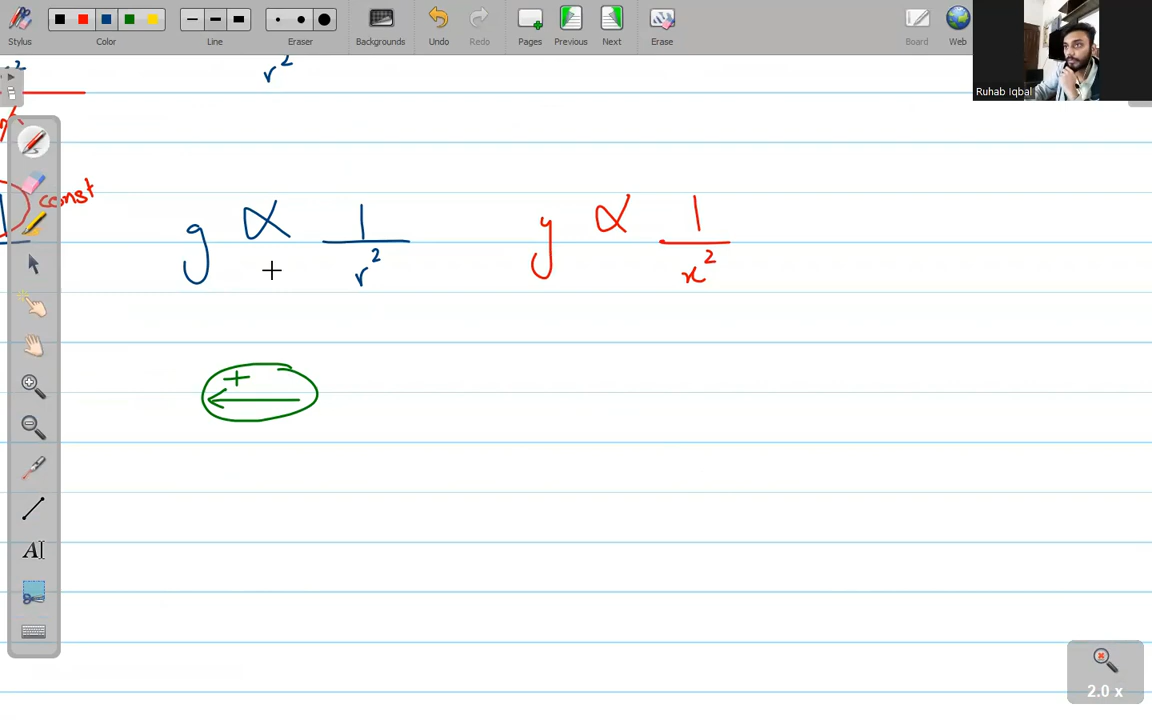 Stylus Color Line Eraser Backgrounds Undo Redo Pages Previous Next Erase Board Web
Ruhab Iqbal
r²
const
g ∝ 1/r² y ∝ 1/x²
+
2.0 x